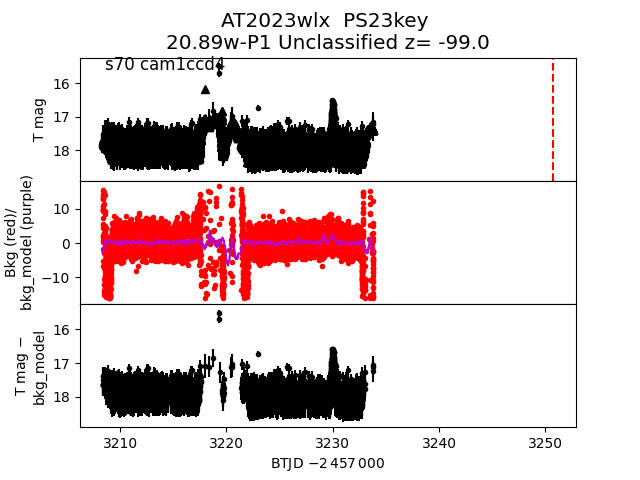 AT2023wlx  PS23key
20.89w-P1 Unclassified z= -99.0
s70 cam1ccd4
T mag
16
17
18
Bkg (red)/
bkg_model (purple)
10
0
−10
T mag −
bkg_model
16
17
18
3210
3220
3230
3240
3250
BTJD −2 457 000